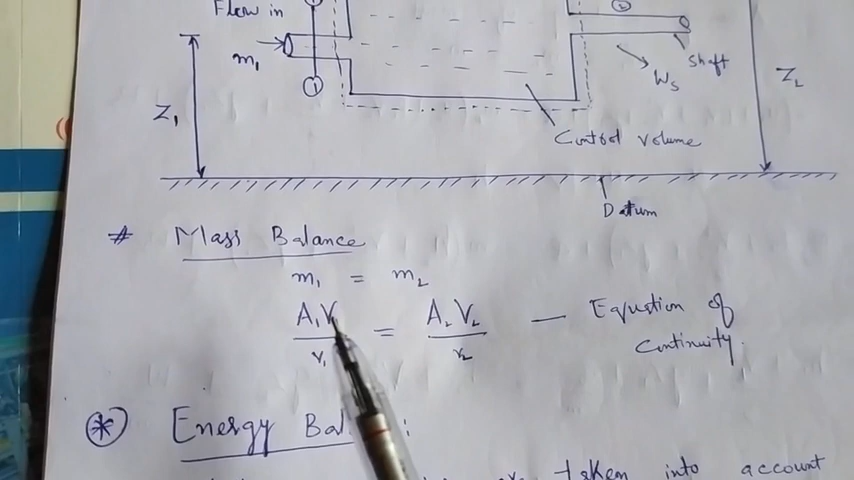 Flow in
②
m₁
Shaft
Wₛ
Z₁
①
Z₂
Control volume
Datum
# Mass Balance
m₁ = m₂
A₁V₁ / v₁ = A₂V₂ / v₂ — Equation of
Continuity.
* Energy Bal :
taken into account